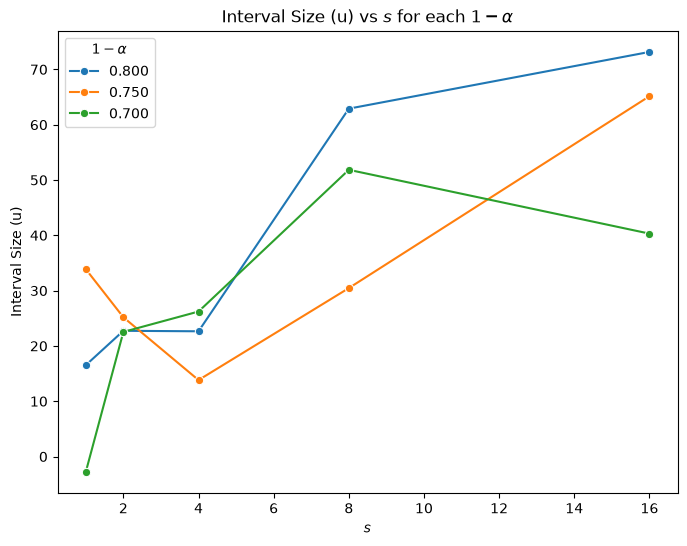 Interval Size (u) vs s for each 1 − α
1 − α
0.800
0.750
0.700
70
60
50
40
30
20
10
0
Interval Size (u)
2 4 6 8 10 12 14 16
s